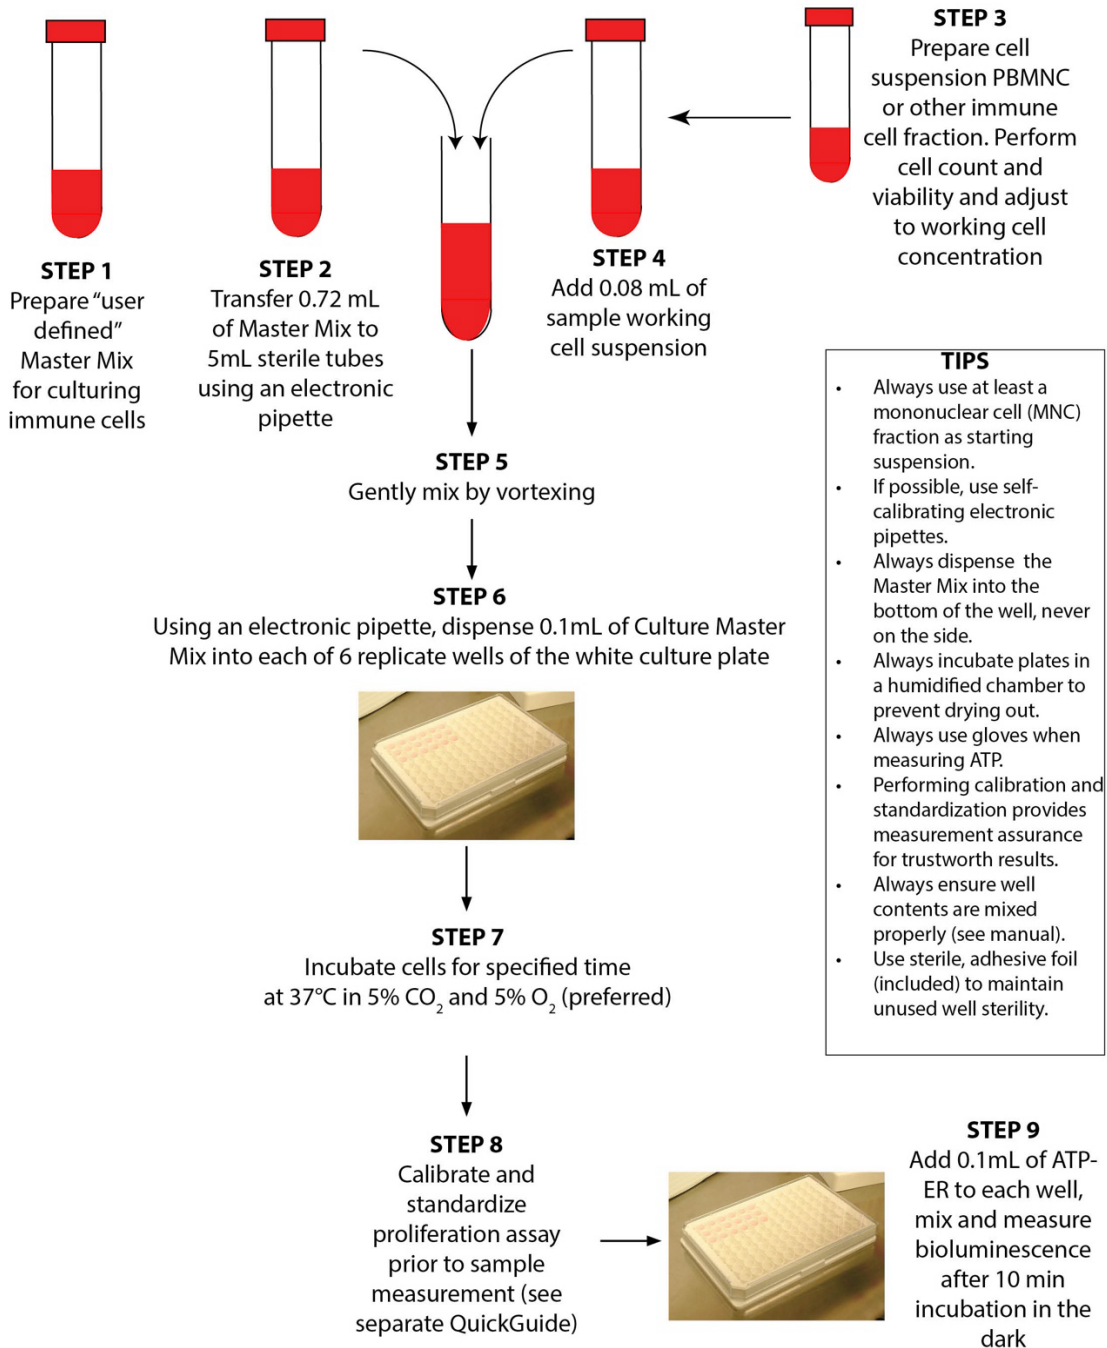 STEP 1
Prepare “user
defined”
Master Mix
for culturing
immune cells
STEP 2
Transfer 0.72 mL
of Master Mix to
5mL sterile tubes
using an electronic
pipette
STEP 3
Prepare cell
suspension PBMNC
or other immune
cell fraction. Perform
cell count and
viability and adjust
to working cell
concentration
STEP 4
Add 0.08 mL of
sample working
cell suspension
STEP 5
Gently mix by vortexing
STEP 6
Using an electronic pipette, dispense 0.1mL of Culture Master
Mix into each of 6 replicate wells of the white culture plate
STEP 7
Incubate cells for specified time
at 37°C in 5% CO₂ and 5% O₂ (preferred)
STEP 8
Calibrate and
standardize
proliferation assay
prior to sample
measurement (see
separate QuickGuide)
STEP 9
Add 0.1mL of ATP-
ER to each well,
mix and measure
bioluminescence
after 10 min
incubation in the
dark
TIPS
• Always use at least a
mononuclear cell (MNC)
fraction as starting
suspension.
• If possible, use self-
calibrating electronic
pipettes.
• Always dispense the
Master Mix into the
bottom of the well, never
on the side.
• Always incubate plates in
a humidified chamber to
prevent drying out.
• Always use gloves when
measuring ATP.
• Performing calibration and
standardization provides
measurement assurance
for trustworth results.
• Always ensure well
contents are mixed
properly (see manual).
• Use sterile, adhesive foil
(included) to maintain
unused well sterility.